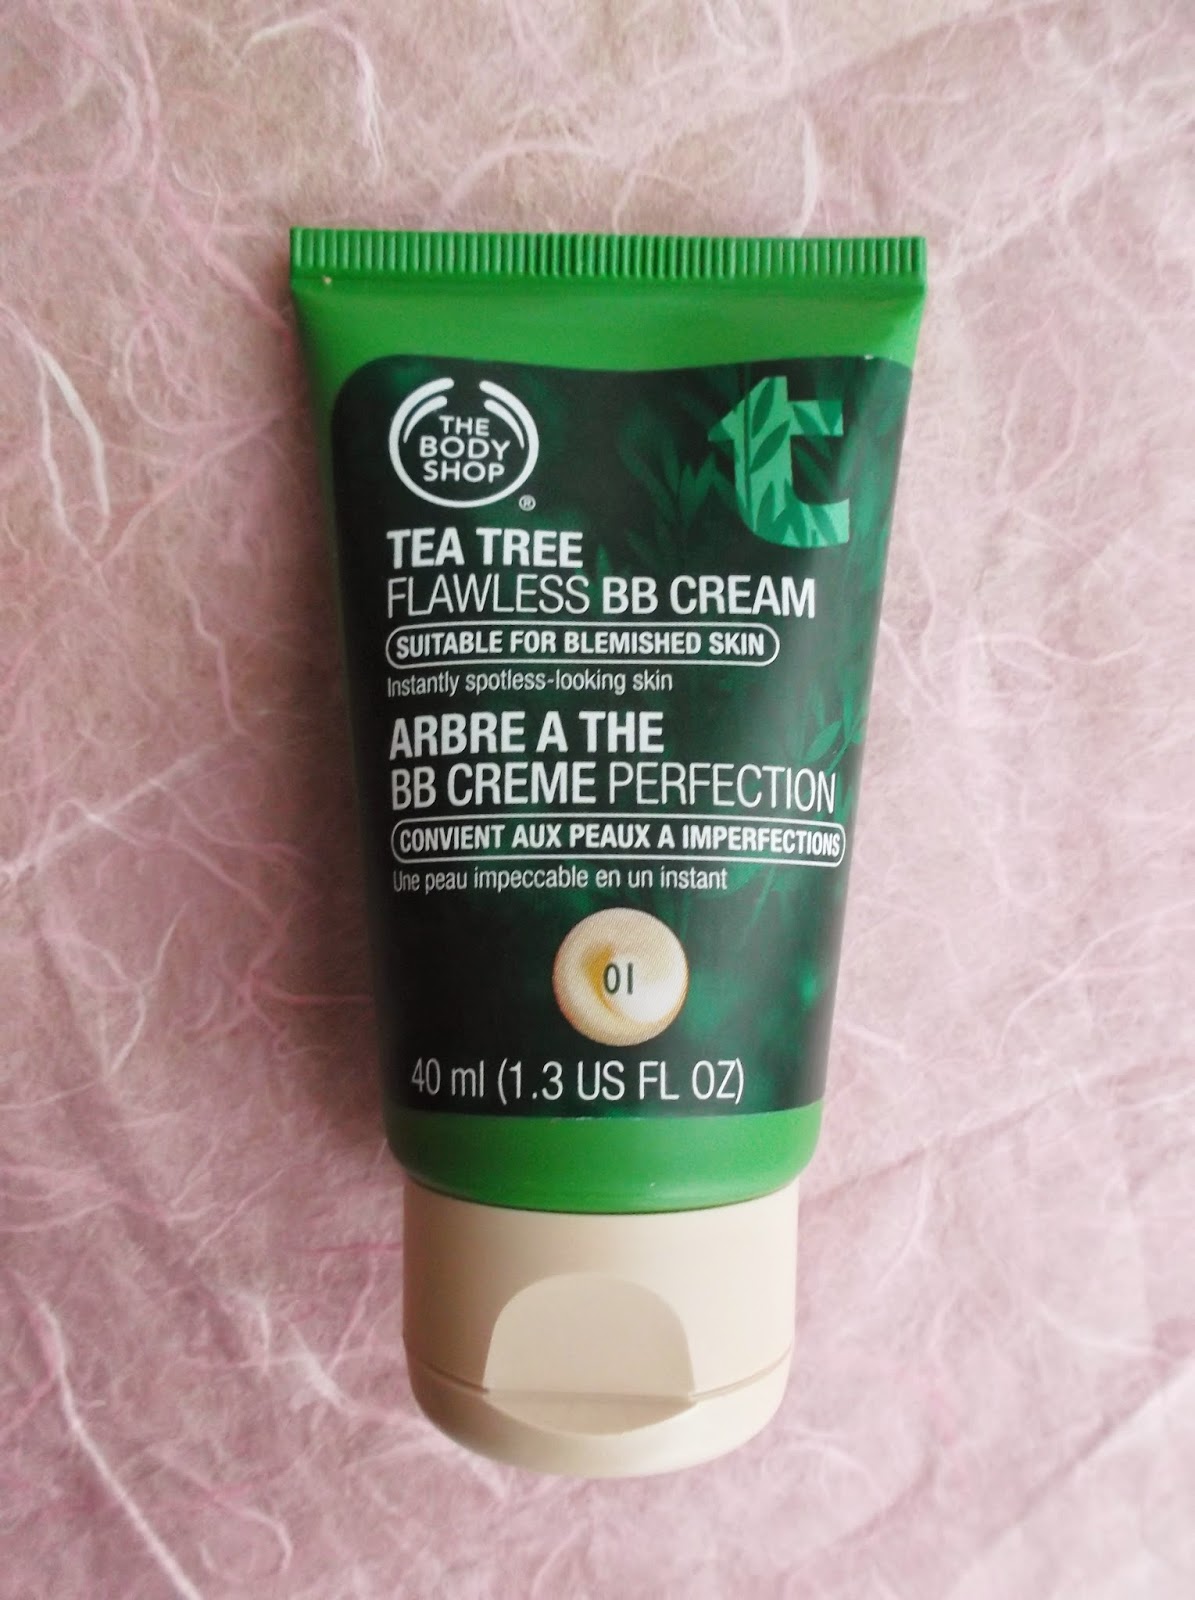 THE
BODY
SHOP
®
t
TEA TREE
FLAWLESS BB CREAM
SUITABLE FOR BLEMISHED SKIN
Instantly spotless-looking skin
ARBRE A THE
BB CREME PERFECTION
CONVIENT AUX PEAUX A IMPERFECTIONS
Une peau impeccable en un instant
01
40 ml (1.3 US FL OZ)